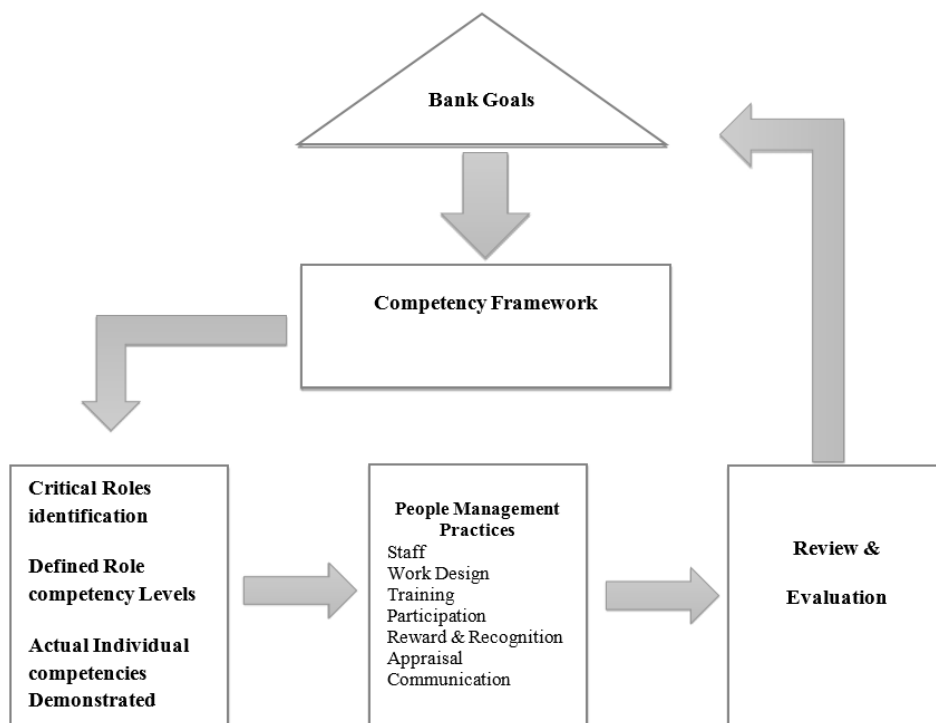 Bank Goals
Competency Framework
Critical Roles
identification
Defined Role
competency Levels
Actual Individual
competencies
Demonstrated
People Management
Practices
Staff
Work Design
Training
Participation
Reward & Recognition
Appraisal
Communication
Review &
Evaluation